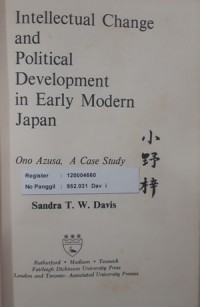 Intellectual Change
and
Political
Development
in Early Modern
Japan
小野梓
Ono Azusa, A Case Study
Register : 120004660
No Panggil : 952.031 Dav i
Sandra T. W. Davis
Rutherford • Madison • Teaneck
Fairleigh Dickinson University Press
London and Toronto: Associated University Presses